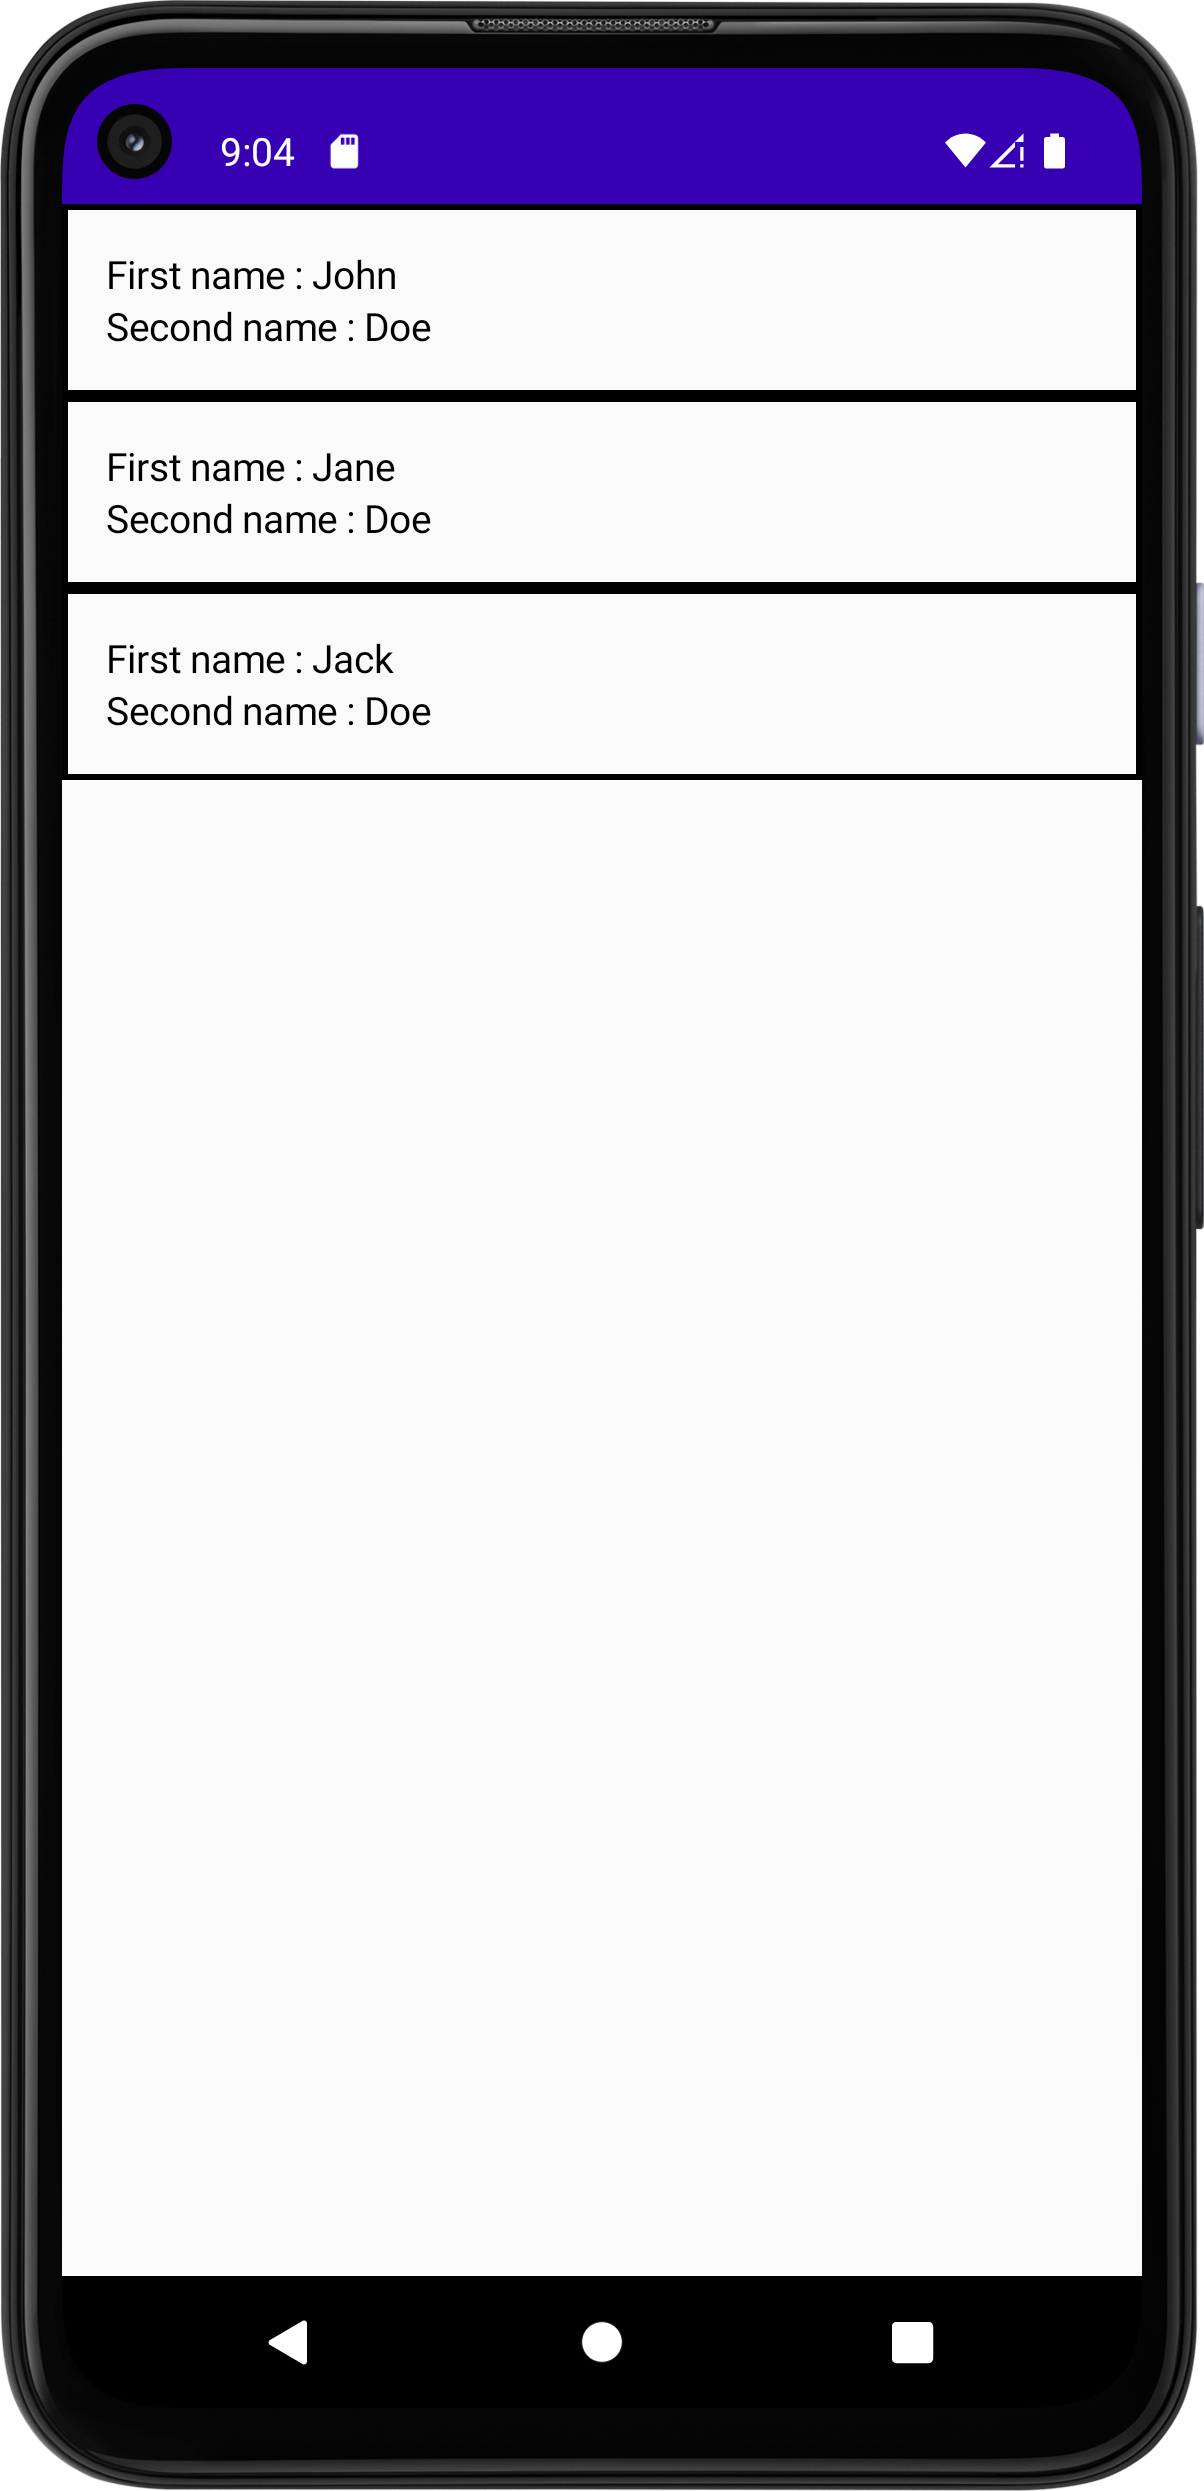 9:04
First name : John
Second name : Doe
First name : Jane
Second name : Doe
First name : Jack
Second name : Doe